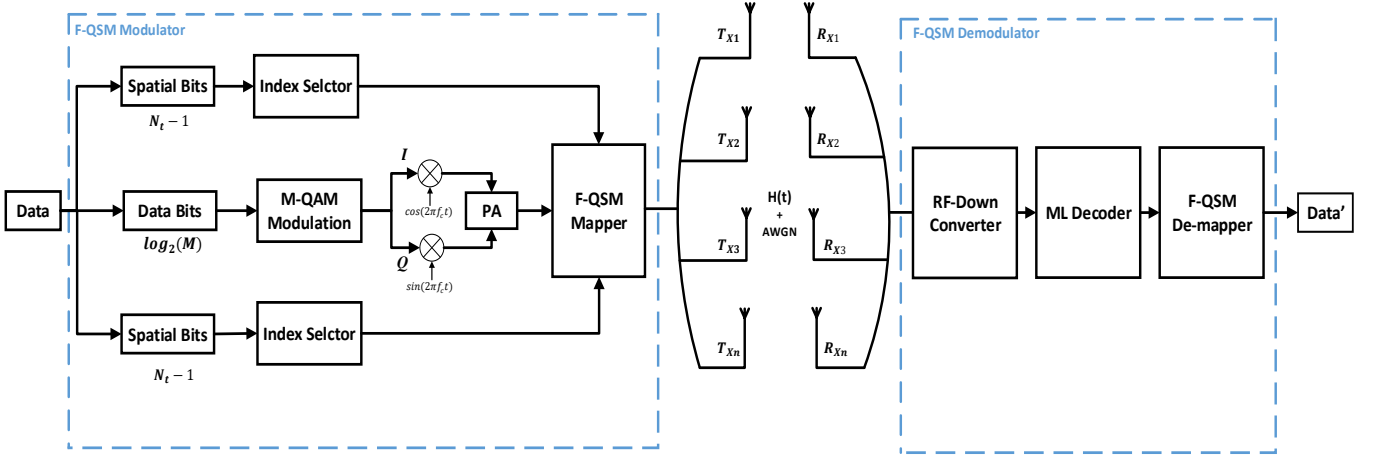 F-QSM Modulator
Data
Spatial Bits
N_t − 1
Index Selctor
Data Bits
log_2(M)
M-QAM
Modulation
I
cos(2πf_c t)
Q
sin(2πf_c t)
PA
Spatial Bits
N_t − 1
Index Selctor
F-QSM
Mapper
T_X1
T_X2
T_X3
T_Xn
H(t)
+
AWGN
R_X1
R_X2
R_X3
R_Xn
F-QSM Demodulator
RF-Down
Converter
ML Decoder
F-QSM
De-mapper
Data’